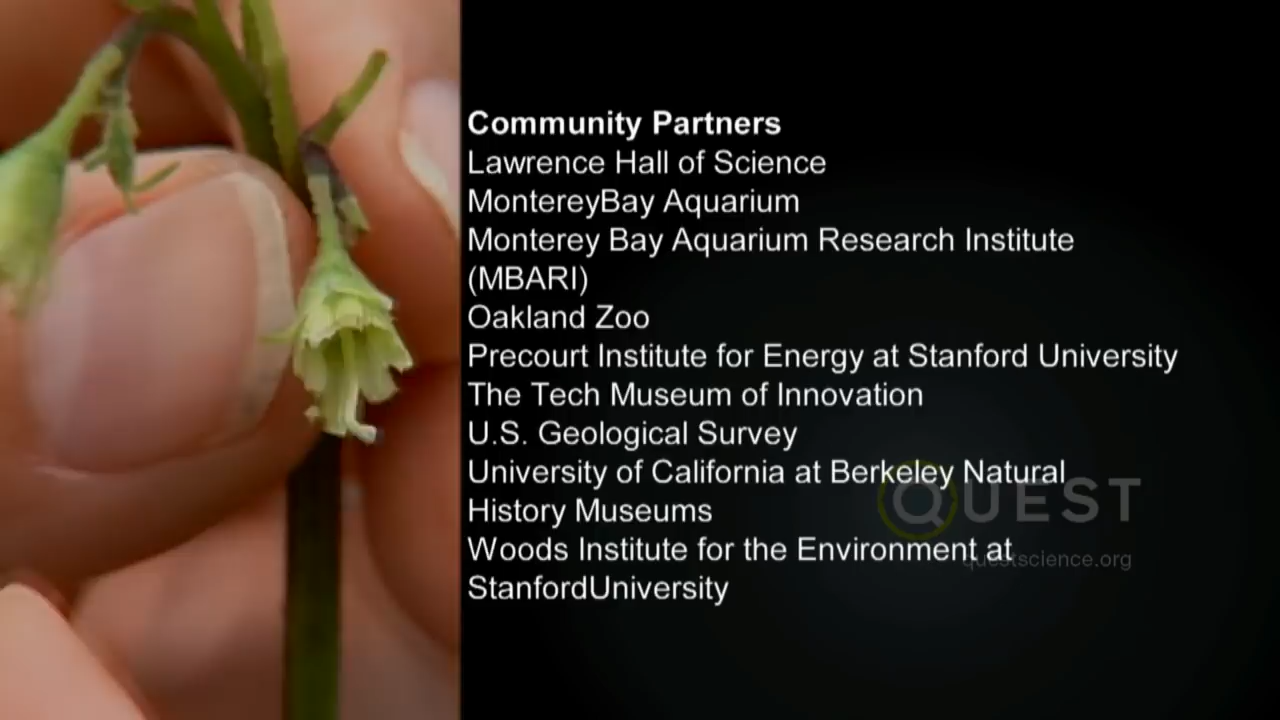 Community Partners
Lawrence Hall of Science
MontereyBay Aquarium
Monterey Bay Aquarium Research Institute
(MBARI)
Oakland Zoo
Precourt Institute for Energy at Stanford University
The Tech Museum of Innovation
U.S. Geological Survey
University of California at Berkeley Natural
History Museums
QUEST
Woods Institute for the Environment at
questscience.org
StanfordUniversity